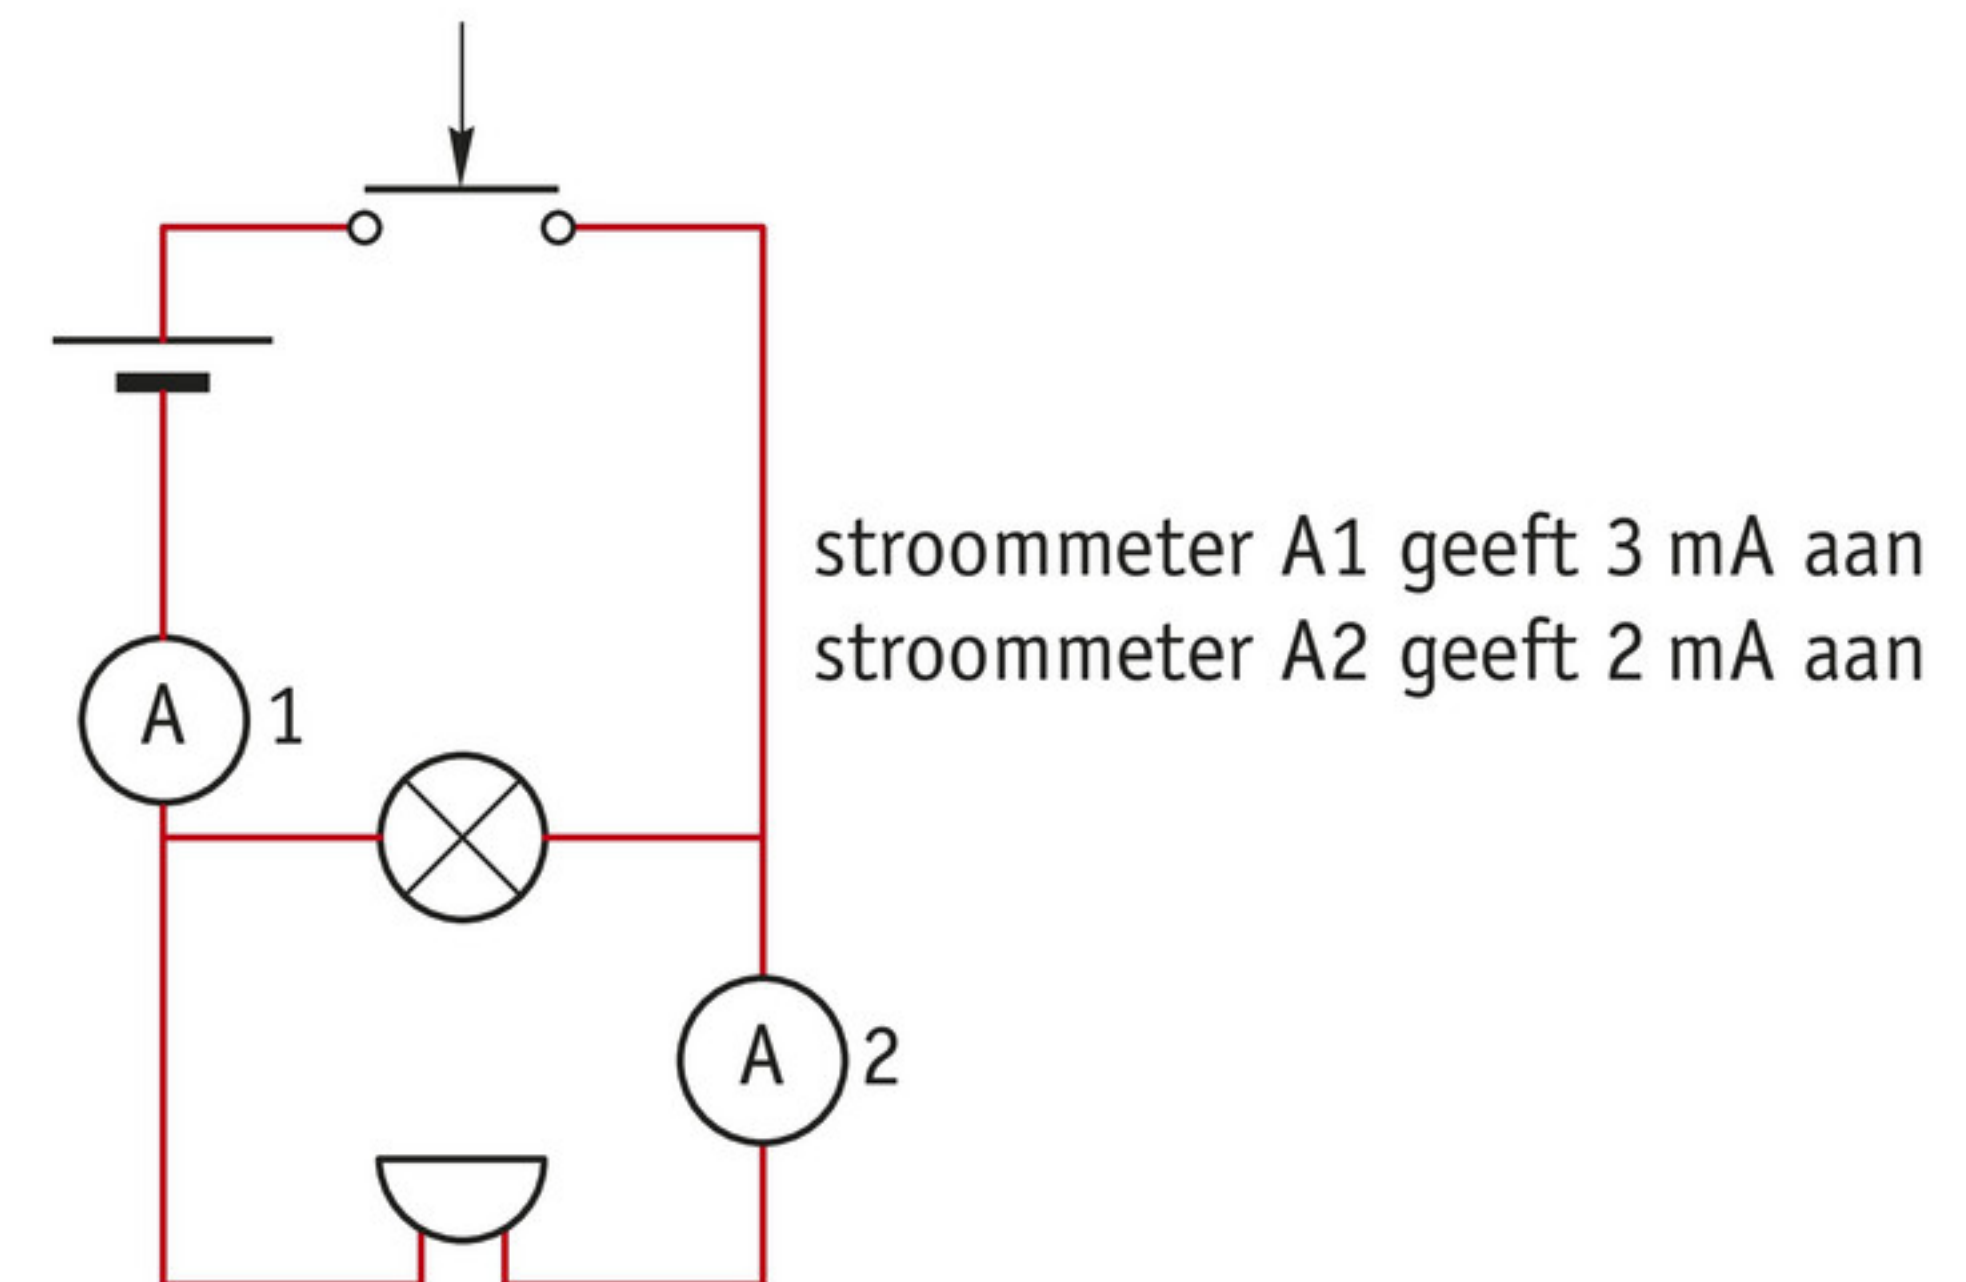 stroommeter A1 geeft 3 mA aan
stroommeter A2 geeft 2 mA aan
A 1
A 2